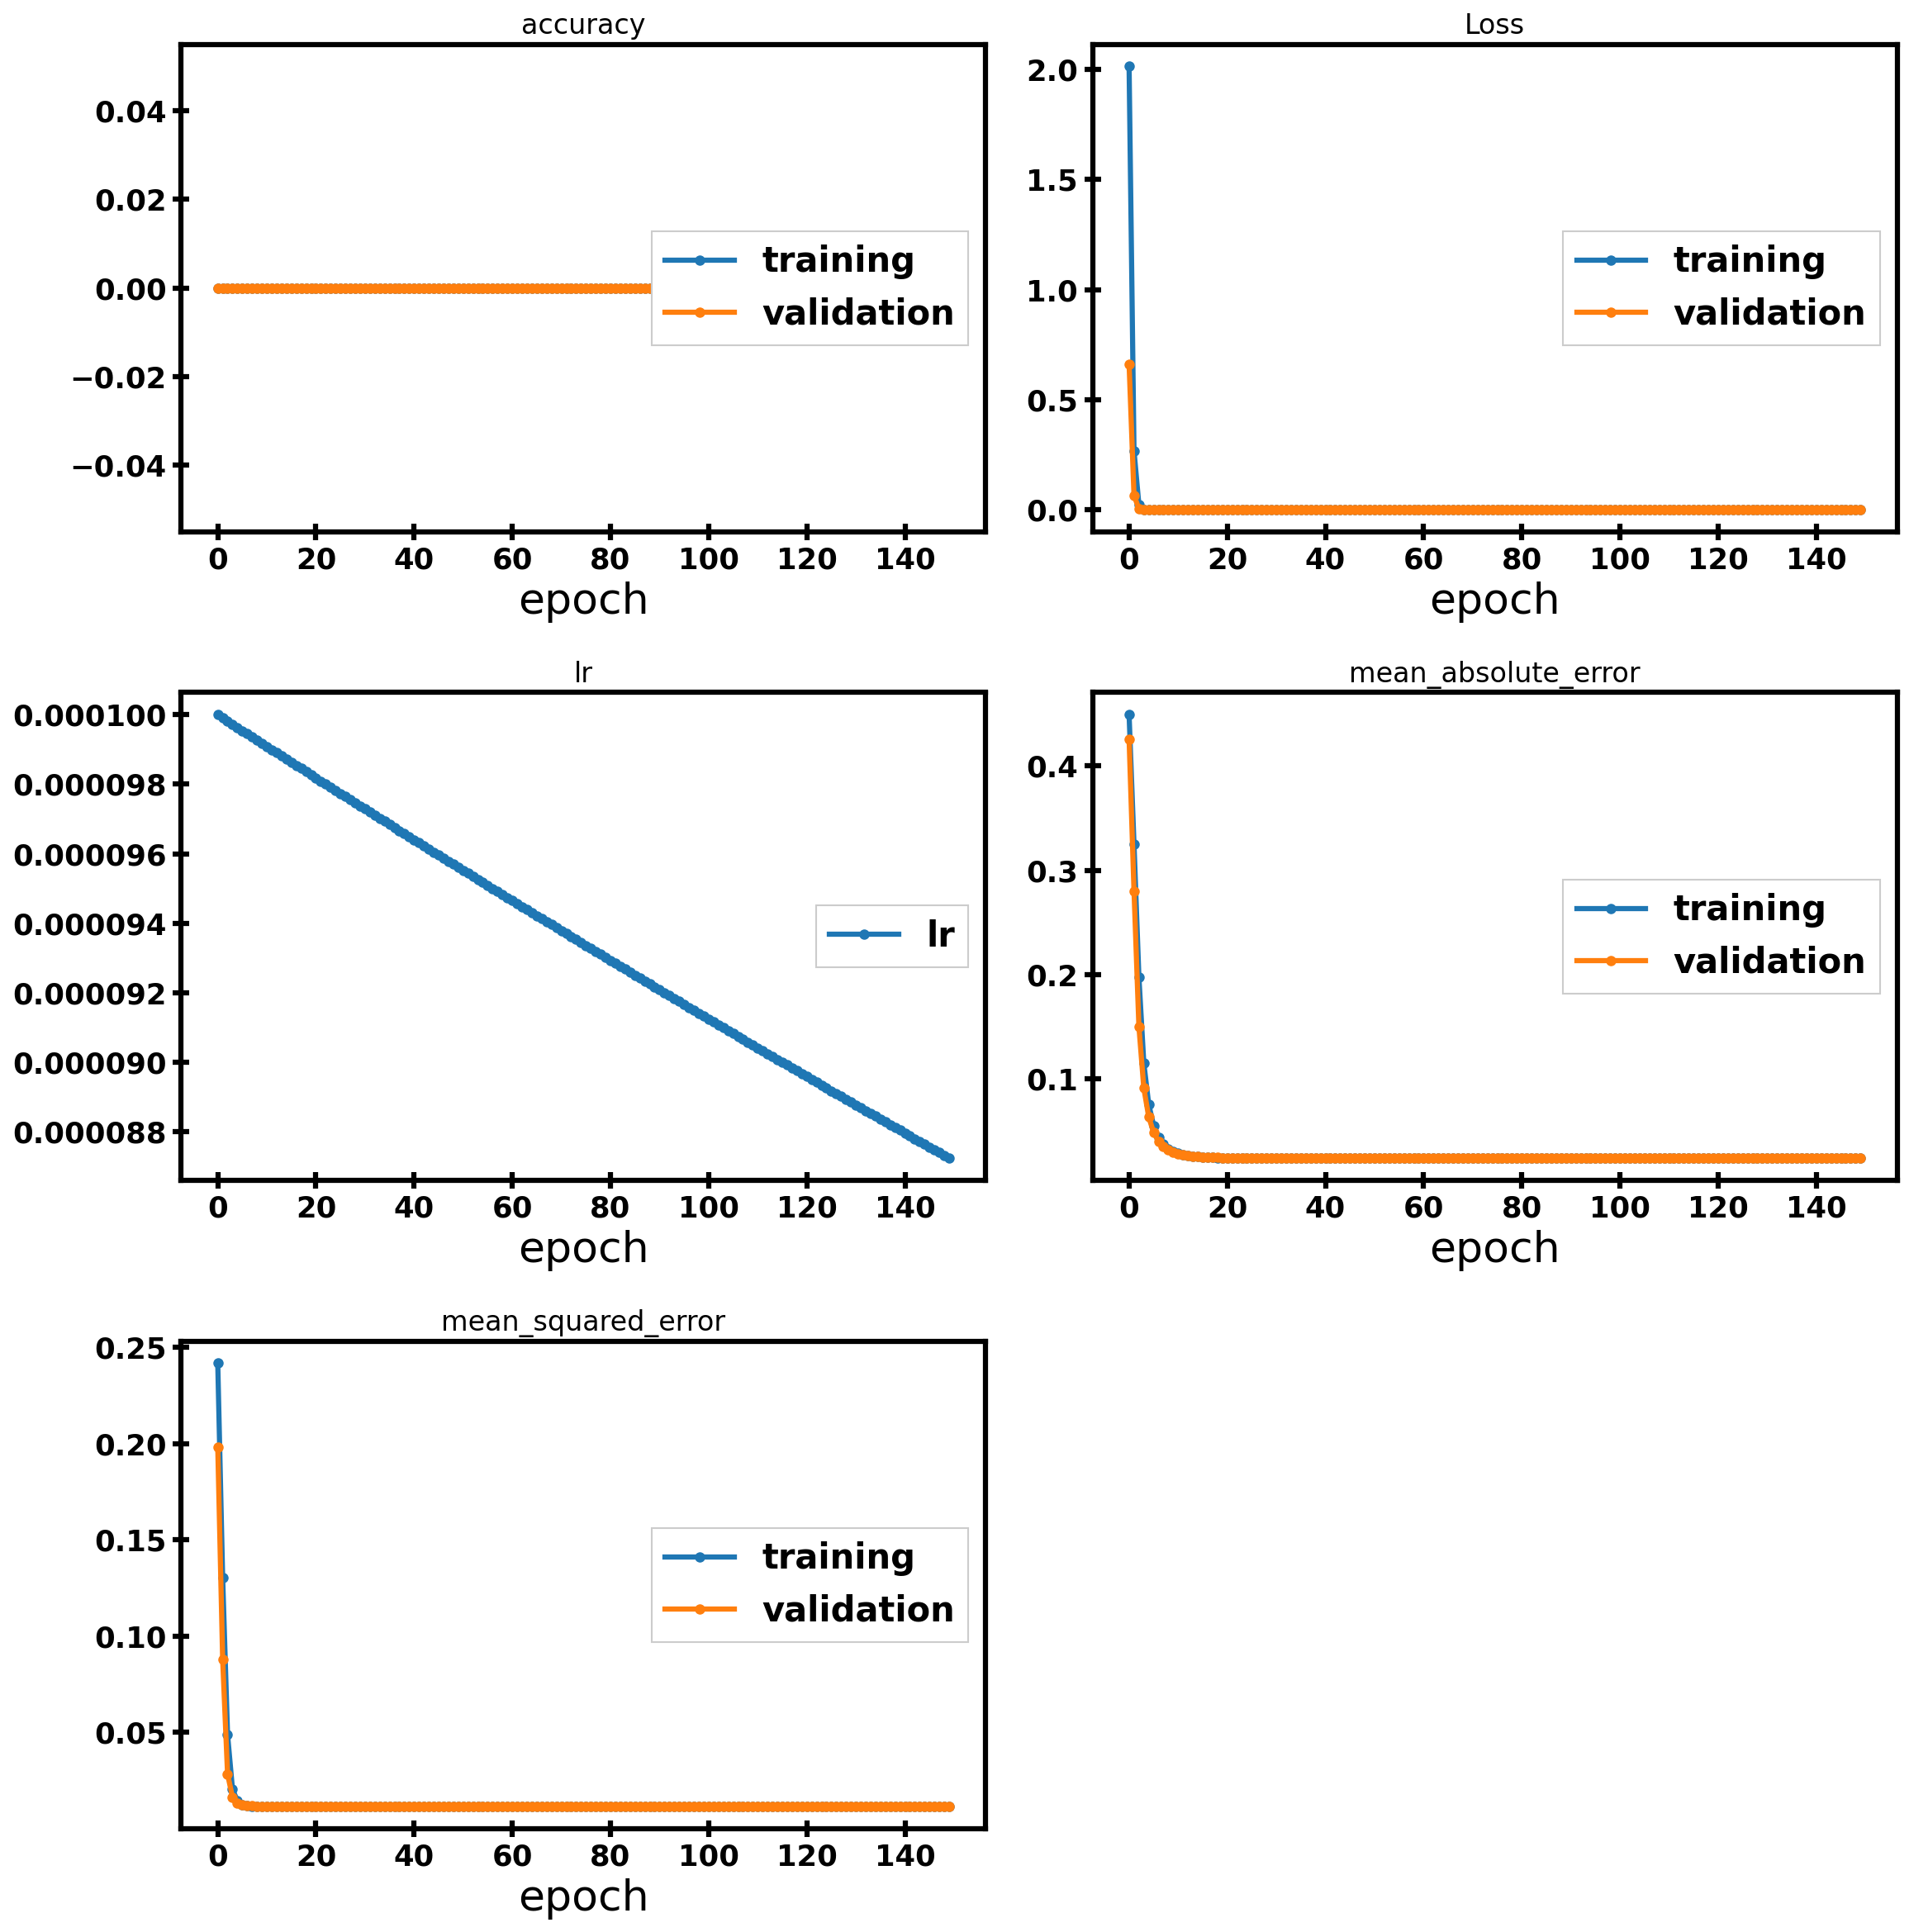 accuracy
0.04
0.02
0.00
−0.02
−0.04
training
validation
0 20 40 60 80 100 120 140
epoch
Loss
2.0
1.5
1.0
0.5
0.0
training
validation
0 20 40 60 80 100 120 140
epoch
lr
0.000100
0.000098
0.000096
0.000094
0.000092
0.000090
0.000088
lr
0 20 40 60 80 100 120 140
epoch
mean_absolute_error
0.4
0.3
0.2
0.1
training
validation
0 20 40 60 80 100 120 140
epoch
mean_squared_error
0.25
0.20
0.15
0.10
0.05
training
validation
0 20 40 60 80 100 120 140
epoch